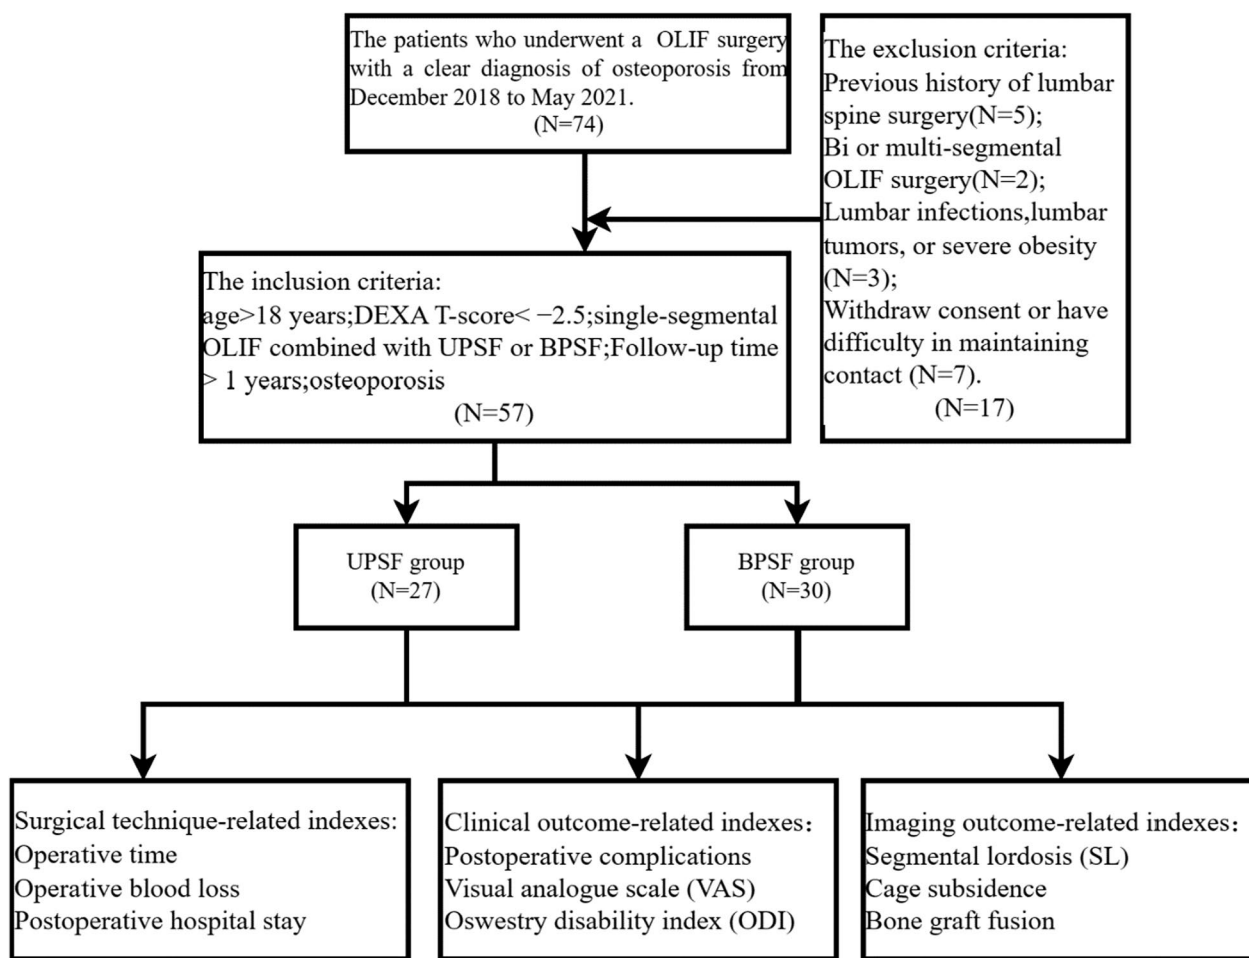 The patients who underwent a OLIF surgery
with a clear diagnosis of osteoporosis from
December 2018 to May 2021.
(N=74)
The exclusion criteria:
Previous history of lumbar
spine surgery(N=5);
Bi or multi-segmental
OLIF surgery(N=2);
Lumbar infections,lumbar
tumors, or severe obesity
(N=3);
Withdraw consent or have
difficulty in maintaining
contact (N=7).
(N=17)
The inclusion criteria:
age>18 years;DEXA T-score< −2.5;single-segmental
OLIF combined with UPSF or BPSF;Follow-up time
> 1 years;osteoporosis
(N=57)
UPSF group
(N=27)
BPSF group
(N=30)
Surgical technique-related indexes:
Operative time
Operative blood loss
Postoperative hospital stay
Clinical outcome-related indexes：
Postoperative complications
Visual analogue scale (VAS)
Oswestry disability index (ODI)
Imaging outcome-related indexes：
Segmental lordosis (SL)
Cage subsidence
Bone graft fusion